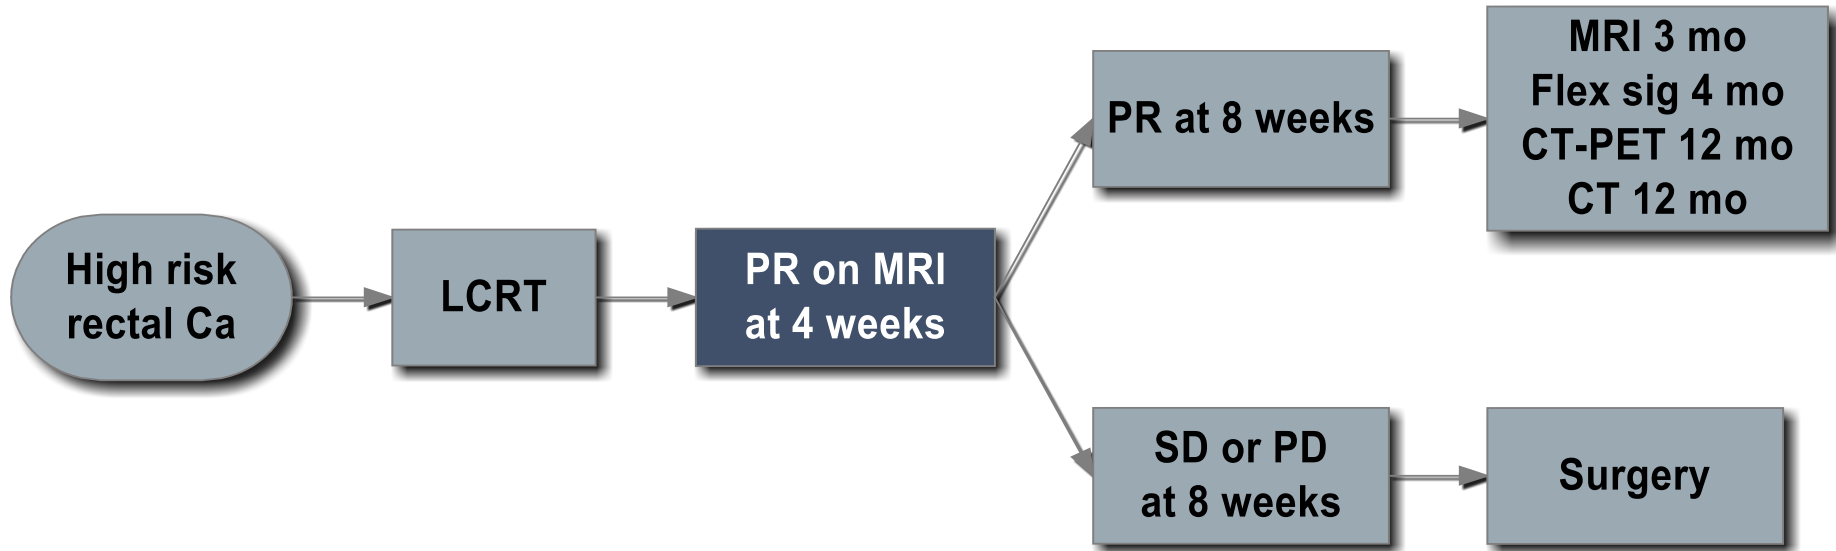 High risk
rectal Ca
LCRT
PR on MRI
at 4 weeks
PR at 8 weeks
MRI 3 mo
Flex sig 4 mo
CT-PET 12 mo
CT 12 mo
SD or PD
at 8 weeks
Surgery